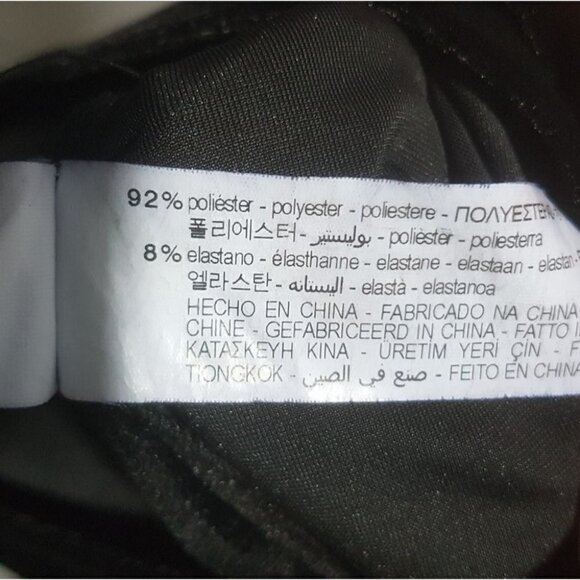 92% poliéster - polyester - poliestere - ΠΟΛΥΕΣΤΕΡ
폴리에스터 - بوليستير - polièster - poliesterra
8% elastano - élasthanne - elastane - elastaan - elastan -
엘라스탄 - اليستانه - elastà - elastanoa
HECHO EN CHINA - FABRICADO NA CHINA
CHINE - GEFABRICEERD IN CHINA - FATTO I
ΚΑΤΑΣΚΕΥΗ ΚΙΝΑ - ÜRETİM YERİ ÇİN - F
TIONGKOK - صنع في الصين - FEITO EN CHINA